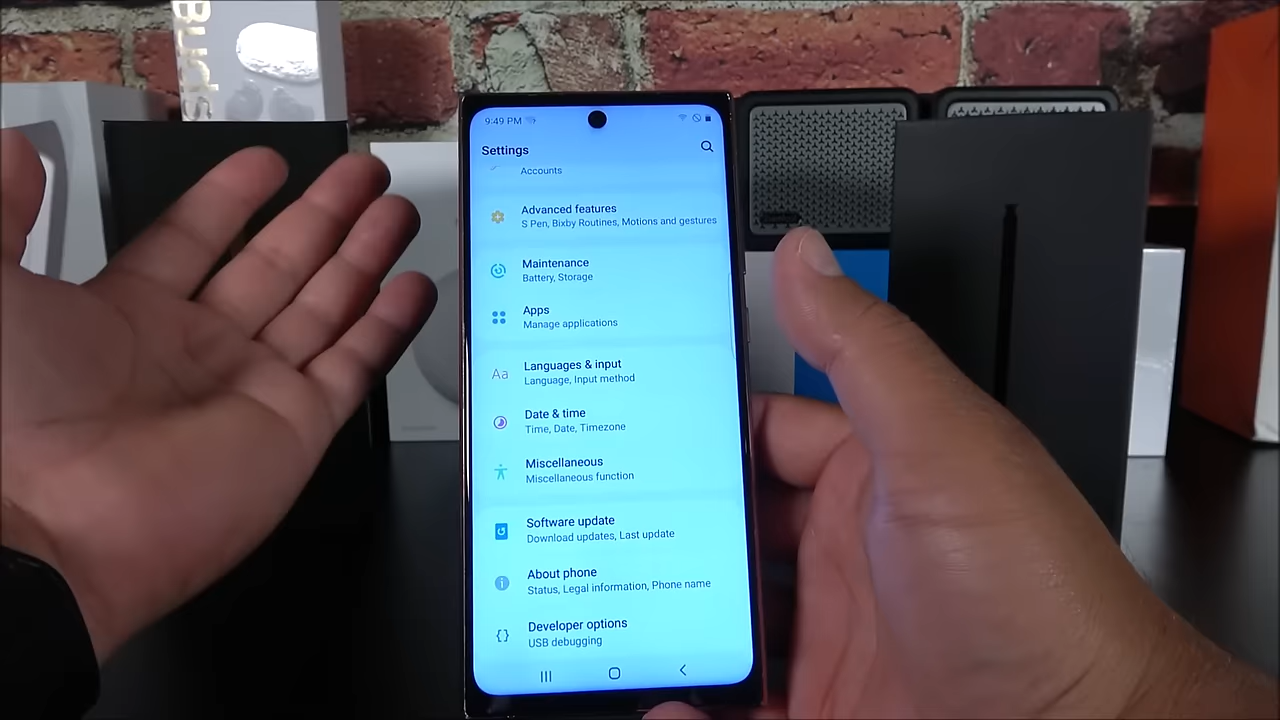 Buds
9:49 PM
Settings
Accounts
Advanced features
S Pen, Bixby Routines, Motions and gestures
Maintenance
Battery, Storage
Apps
Manage applications
Aa
Languages & input
Language, Input method
Date & time
Time, Date, Timezone
Miscellaneous
Miscellaneous function
Software update
Download updates, Last update
About phone
Status, Legal information, Phone name
{} Developer options
USB debugging